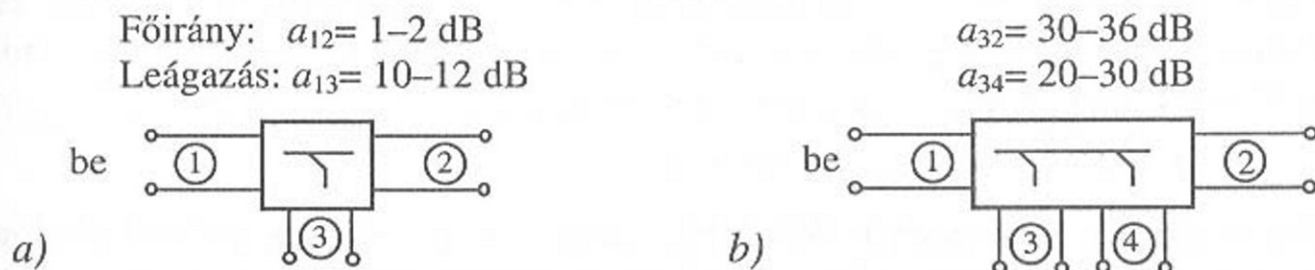 Főirány: a12= 1–2 dB
Leágazás: a13= 10–12 dB
be ① ②
③
a)
a32= 30–36 dB
a34= 20–30 dB
be ① ②
③ ④
b)